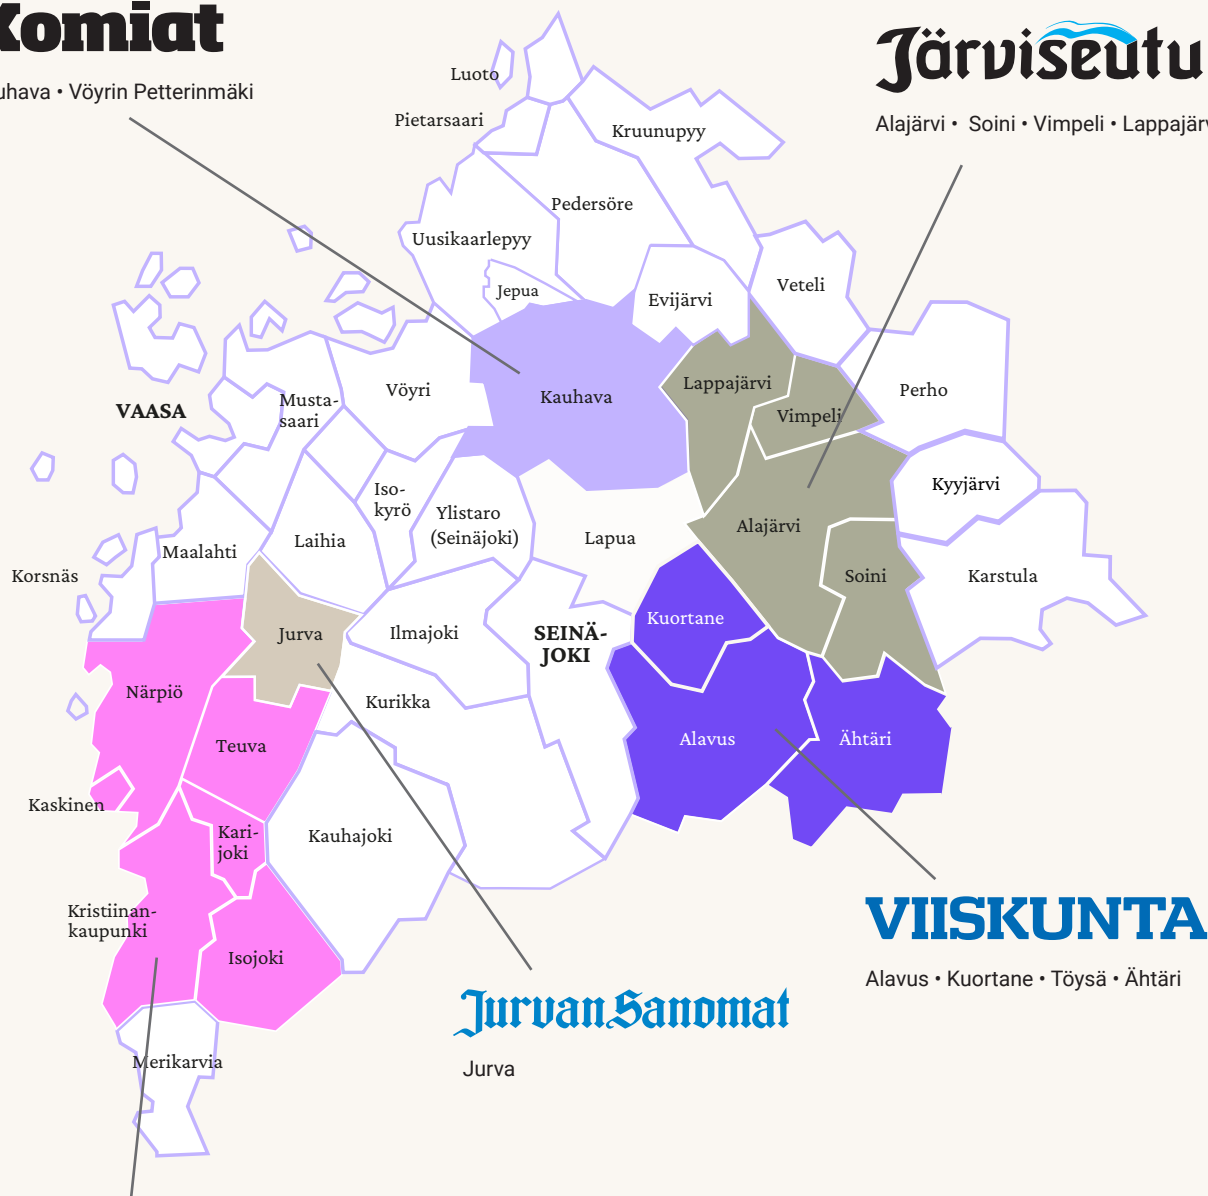 Komiat
uhava • Vöyrin Petterinmäki
Järviseutu
Alajärvi • Soini • Vimpeli • Lappajärv
Luoto
Pietarsaari
Kruunupyy
Pedersöre
Uusikaarlepyy
Jepua
Evijärvi
Veteli
VAASA
Musta-
saari
Vöyri
Kauhava
Lappajärvi
Vimpeli
Perho
Iso-
kyrö
Ylistaro
(Seinäjoki)
Lapua
Alajärvi
Kyyjärvi
Maalahti
Laihia
Korsnäs
Soini
Karstula
Jurva
Ilmajoki
SEINÄ-
JOKI
Kuortane
Närpiö
Kurikka
Teuva
Alavus
Ähtäri
Kaskinen
Kari-
joki
Kauhajoki
Kristiinan-
kaupunki
Isojoki
VIISKUNTA
Alavus • Kuortane • Töysä • Ähtäri
Jurvan Sanomat
Jurva
Merikarvia